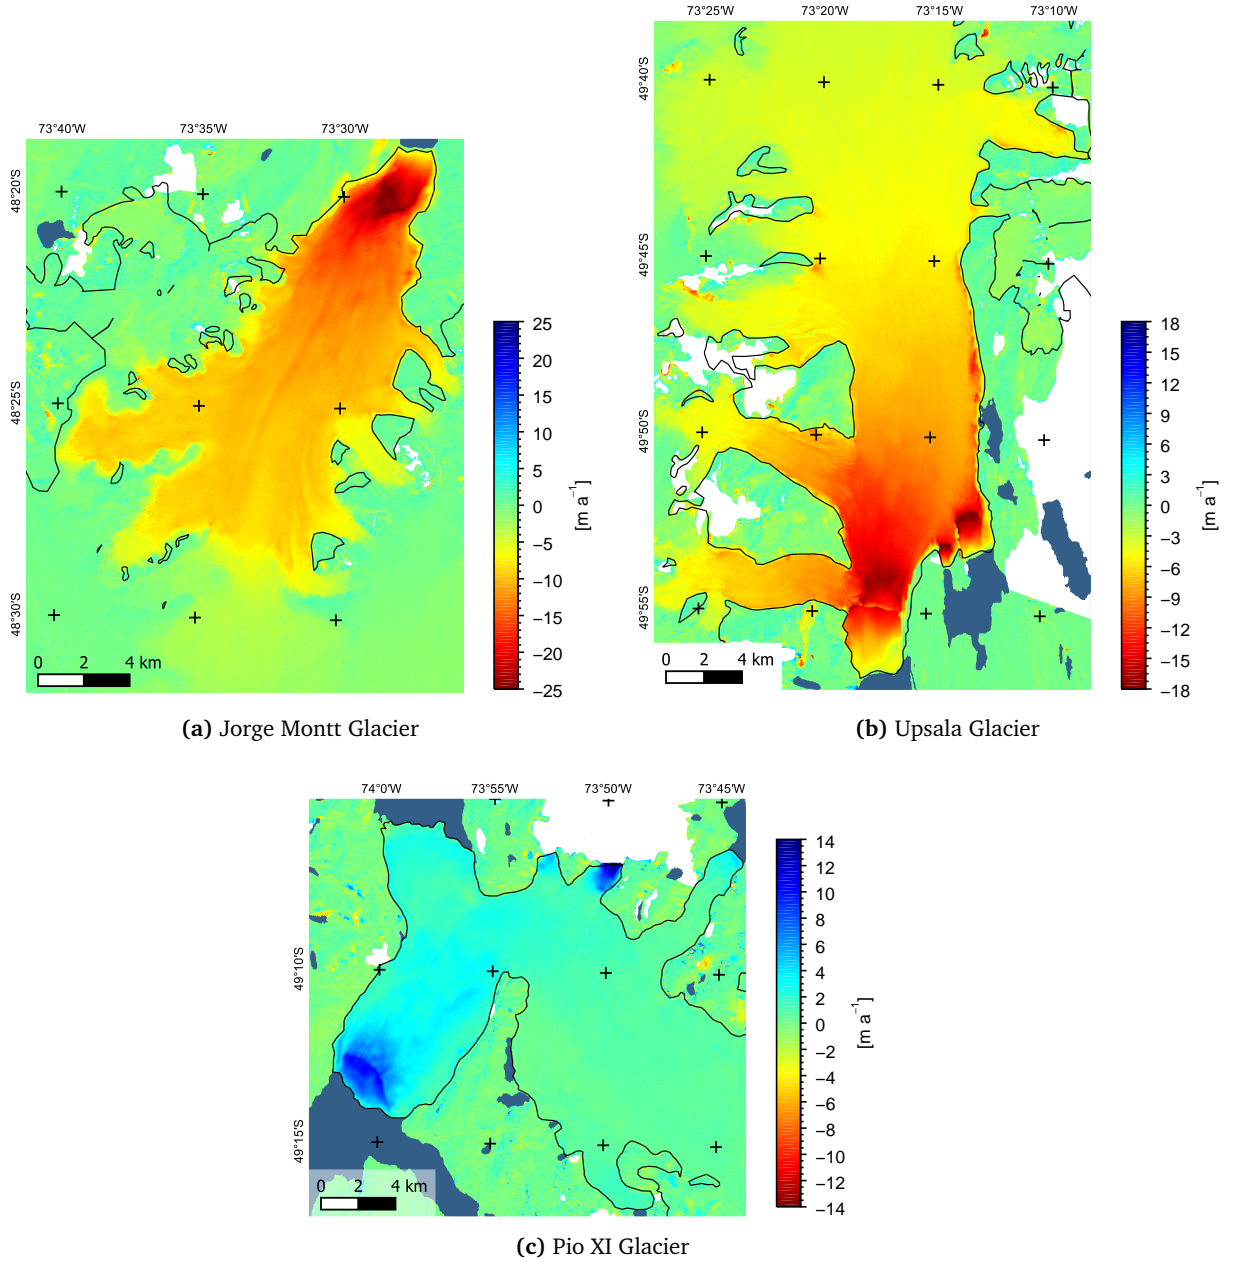 73°25'W 73°20'W 73°15'W 73°10'W
49°40'S
49°45'S
49°50'S
49°55'S
0 2 4 km
18
15
12
9
6
3
0
−3
−6
−9
−12
−15
−18
[m a⁻¹]
73°40'W 73°35'W 73°30'W
48°20'S
48°25'S
48°30'S
0 2 4 km
25
20
15
10
5
0
−5
−10
−15
−20
−25
[m a⁻¹]
(a) Jorge Montt Glacier
(b) Upsala Glacier
74°0'W 73°55'W 73°50'W 73°45'W
49°10'S
49°15'S
0 2 4 km
14
12
10
8
6
4
2
0
−2
−4
−6
−8
−10
−12
−14
[m a⁻¹]
(c) Pio XI Glacier